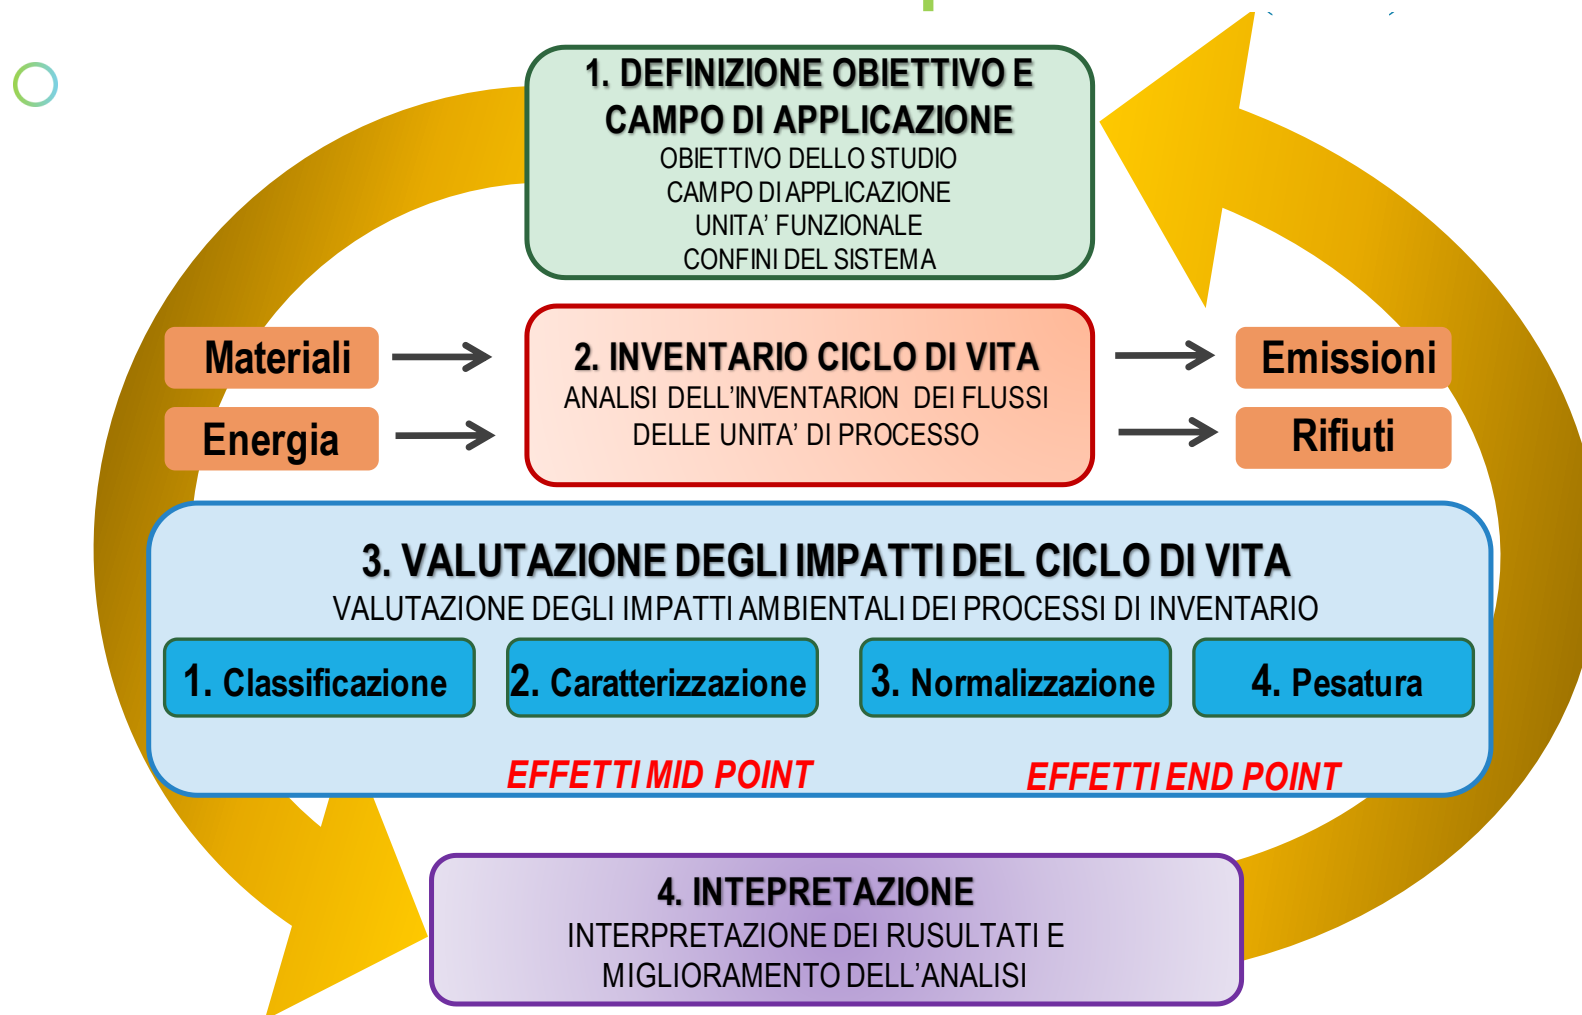 1. DEFINIZIONE OBIETTIVO E
CAMPO DI APPLICAZIONE
OBIETTIVO DELLO STUDIO
CAMPO DI APPLICAZIONE
UNITA’ FUNZIONALE
CONFINI DEL SISTEMA
Materiali
Energia
2. INVENTARIO CICLO DI VITA
ANALISI DELL’INVENTARION DEI FLUSSI
DELLE UNITA’ DI PROCESSO
Emissioni
Rifiuti
3. VALUTAZIONE DEGLI IMPATTI DEL CICLO DI VITA
VALUTAZIONE DEGLI IMPATTI AMBIENTALI DEI PROCESSI DI INVENTARIO
1. Classificazione
2. Caratterizzazione
3. Normalizzazione
4. Pesatura
EFFETTI MID POINT
EFFETTI END POINT
4. INTEPRETAZIONE
INTERPRETAZIONE DEI RUSULTATI E
MIGLIORAMENTO DELL’ANALISI